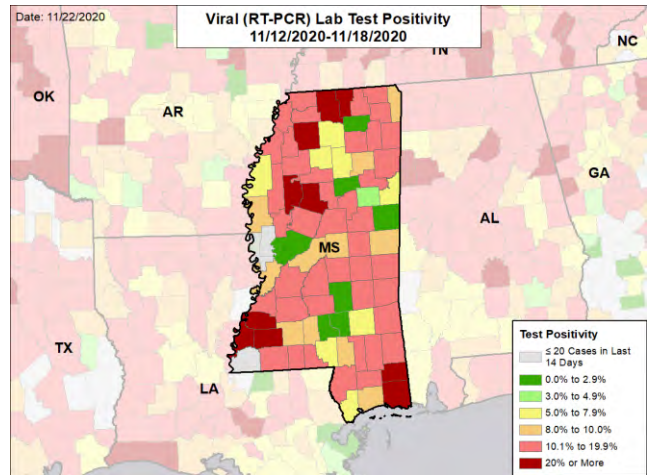 Date: 11/22/2020
Viral (RT-PCR) Lab Test Positivity
11/12/2020-11/18/2020
TN
NC
OK
AR
GA
AL
MS
TX
LA
Test Positivity
≤ 20 Cases in Last
14 Days
0.0% to 2.9%
3.0% to 4.9%
5.0% to 7.9%
8.0% to 10.0%
10.1% to 19.9%
20% or More